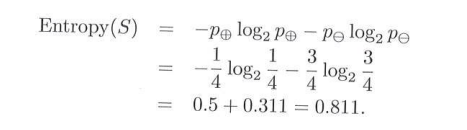 Entropy(S) = −p⊕ log₂ p⊕ − p⊖ log₂ p⊖
= −1/4 log₂ 1/4 − 3/4 log₂ 3/4
= 0.5 + 0.311 = 0.811.